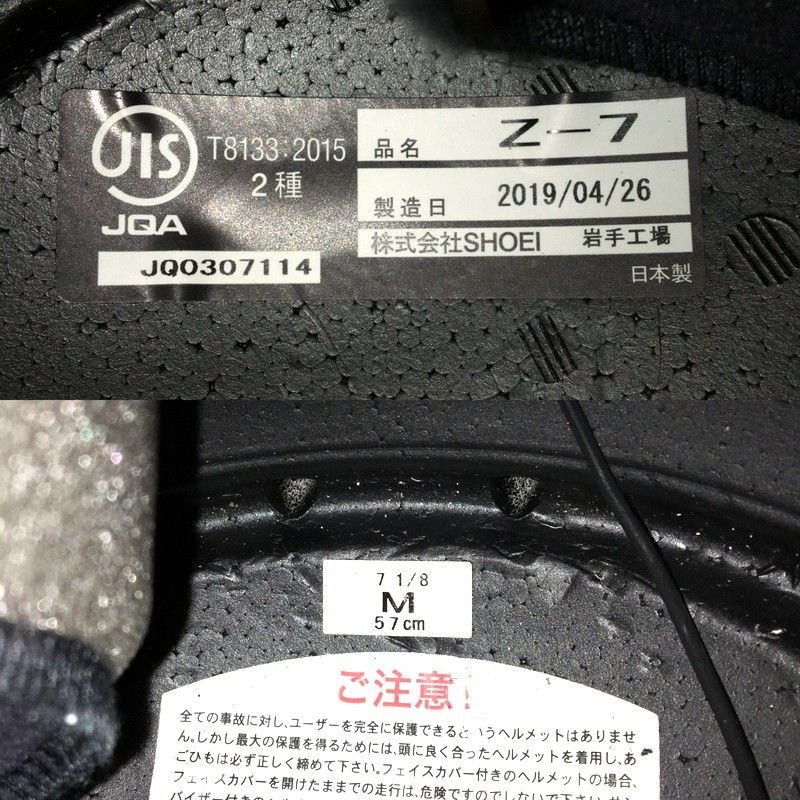 JIS
JQA
T8133:2015
2種
JQ0307114
品名 Z-7
製造日 2019/04/26
株式会社SHOEI 岩手工場
日本製
7 1/8
M
57cm
ご注意!
全ての事故に対し、ユーザーを完全に保護できるというヘルメットはありませ
ん。しかし最大の保護を得るためには、頭に良く合ったヘルメットを着用し、あ
ごひもは必ず正しく締めて下さい。フェイスカバー付きのヘルメットの場合、
フェイスカバーを開けたままでの走行は、危険ですのでしないで下さい。